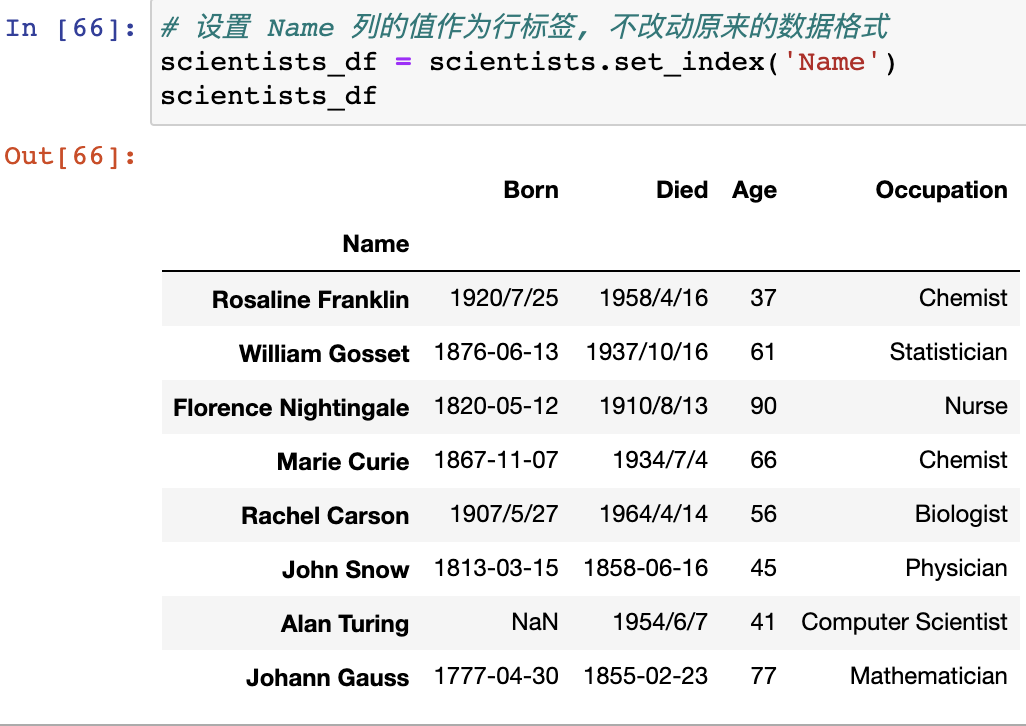 In [66]: # 设置 Name 列的值作为行标签, 不改动原来的数据格式
scientists_df = scientists.set_index('Name')
scientists_df
Out[66]:
Born Died Age Occupation
Name
Rosaline Franklin 1920/7/25 1958/4/16 37 Chemist
William Gosset 1876-06-13 1937/10/16 61 Statistician
Florence Nightingale 1820-05-12 1910/8/13 90 Nurse
Marie Curie 1867-11-07 1934/7/4 66 Chemist
Rachel Carson 1907/5/27 1964/4/14 56 Biologist
John Snow 1813-03-15 1858-06-16 45 Physician
Alan Turing NaN 1954/6/7 41 Computer Scientist
Johann Gauss 1777-04-30 1855-02-23 77 Mathematician